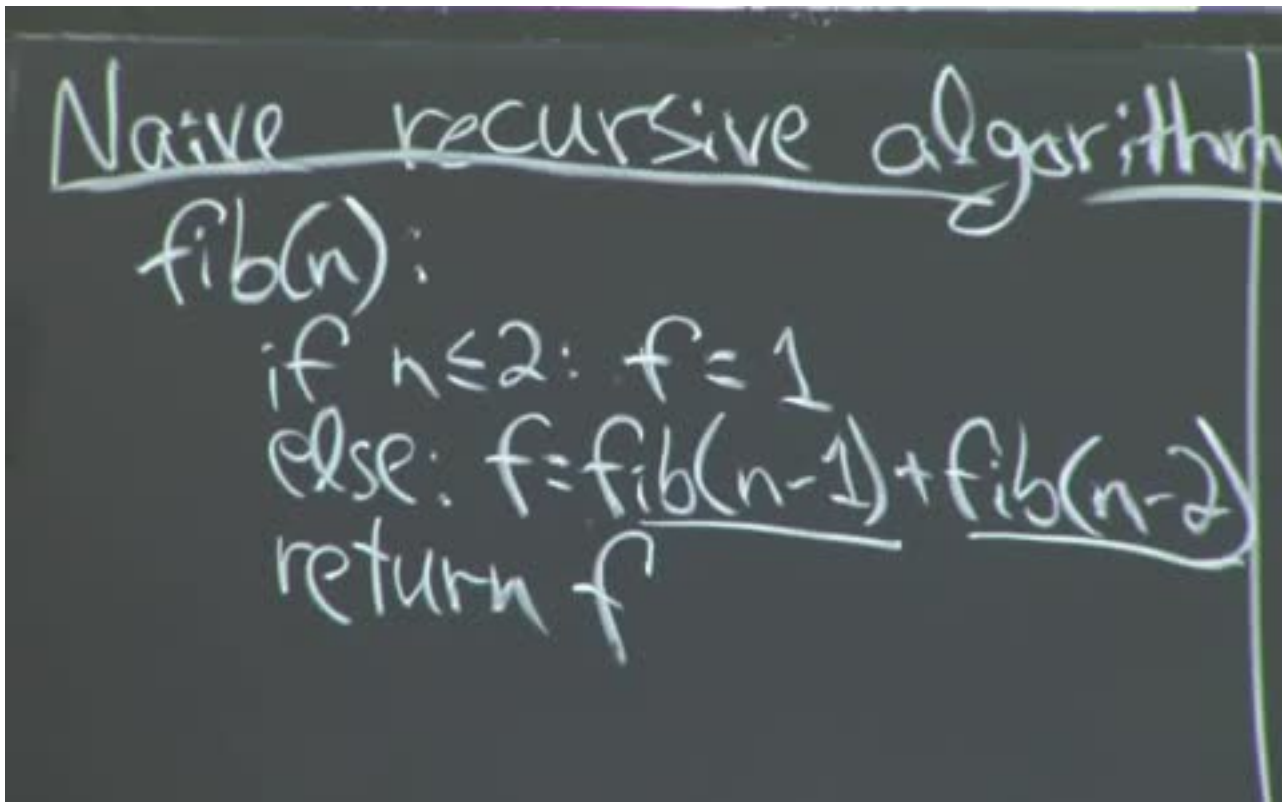 Naive recursive algorithm
fib(n):
if n≤2: f=1
else: f=fib(n-1)+fib(n-2)
return f